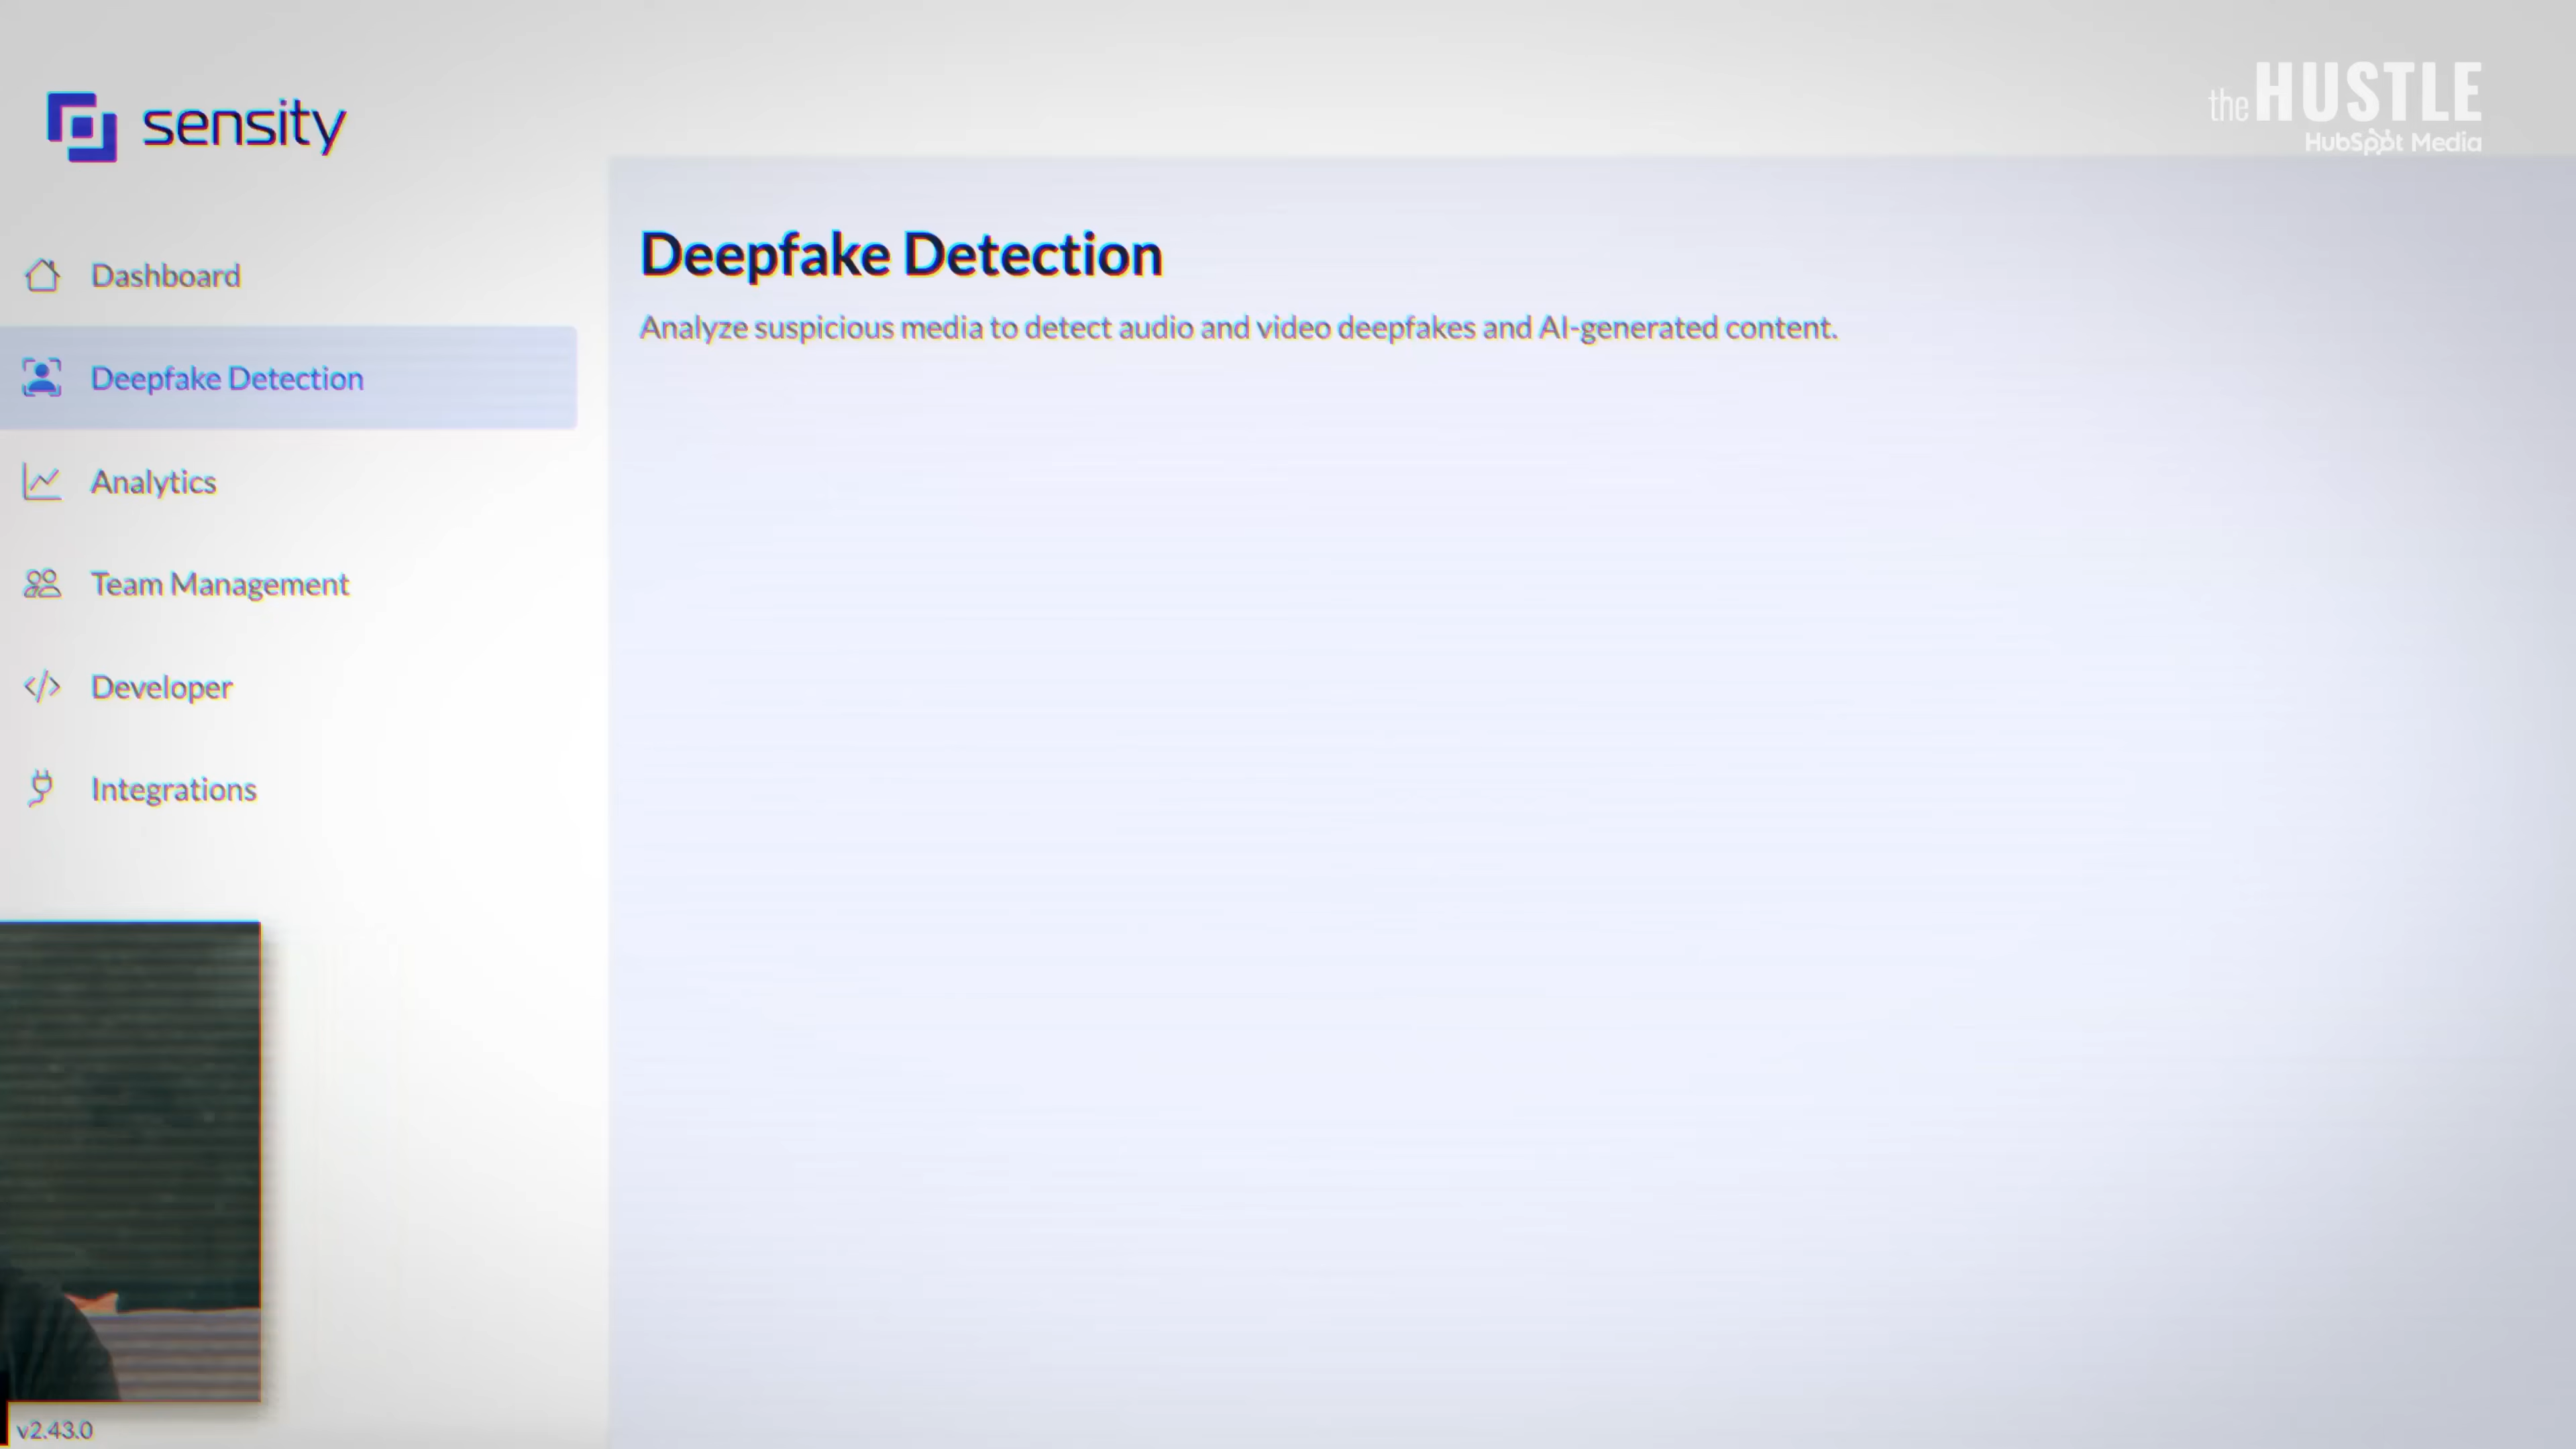 sensity
the HUSTLE
HubSpot Media
Dashboard
Deepfake Detection
Analytics
Team Management
Developer
Integrations
v2.43.0
Deepfake Detection
Analyze suspicious media to detect audio and video deepfakes and AI-generated content.